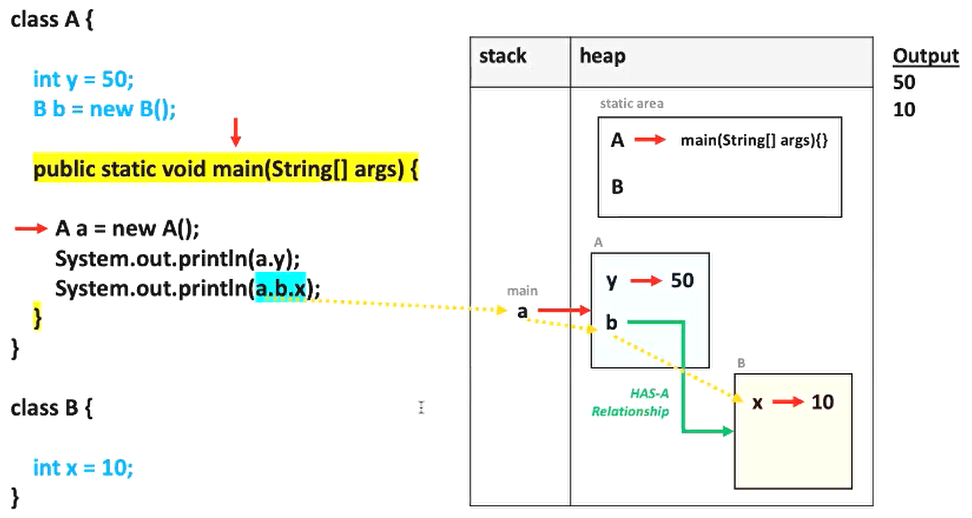 class A {
int y = 50;
B b = new B();
public static void main(String[] args) {
A a = new A();
System.out.println(a.y);
System.out.println(a.b.x);
}
}
class B {
int x = 10;
}
stack
heap
static area
A
main(String[] args){}
B
main
a
A
y
50
b
HAS-A
Relationship
B
x
10
Output
50
10